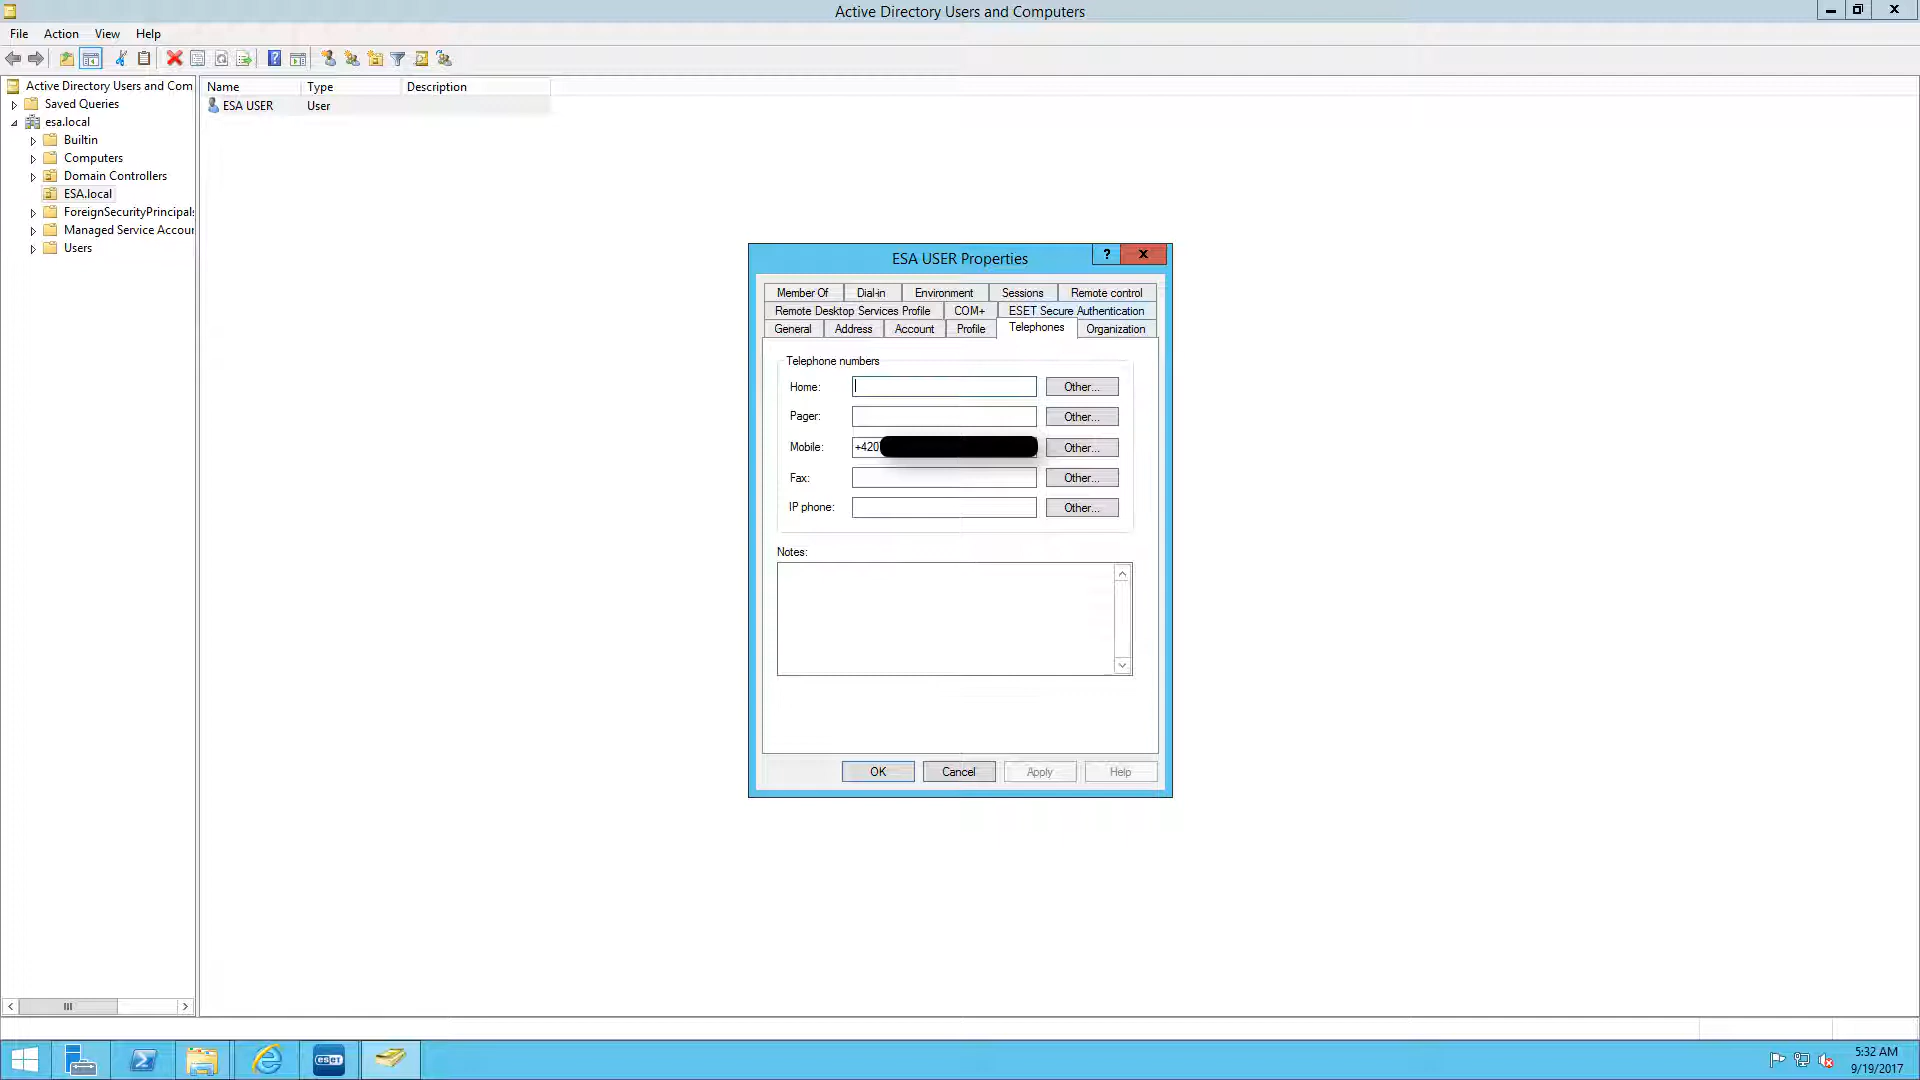 Active Directory Users and Computers
File Action View Help
Active Directory Users and Com
Saved Queries
esa.local
Builtin
Computers
Domain Controllers
ESA.local
ForeignSecurityPrincipals
Managed Service Accoun
Users
Name Type Description
ESA USER User
ESA USER Properties
?
Member Of Dial-in Environment Sessions Remote control
Remote Desktop Services Profile COM+ ESET Secure Authentication
General Address Account Profile Telephones Organization
Telephone numbers
Home: Other...
Pager: Other...
Mobile: +420 Other...
Fax: Other...
IP phone: Other...
Notes:
OK Cancel Apply Help
eset
5:32 AM
9/19/2017